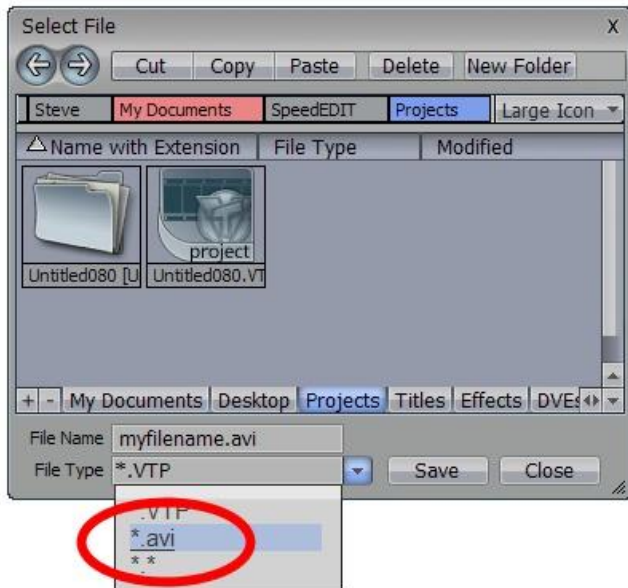 Select File X
Cut Copy Paste Delete New Folder
Steve My Documents SpeedEDIT Projects Large Icon
Name with Extension File Type Modified
project
Untitled080 [U Untitled080.VT
+ - My Documents Desktop Projects Titles Effects DVEs
File Name myfilename.avi
File Type *.VTP Save Close
*.VTP
*.avi
*.*